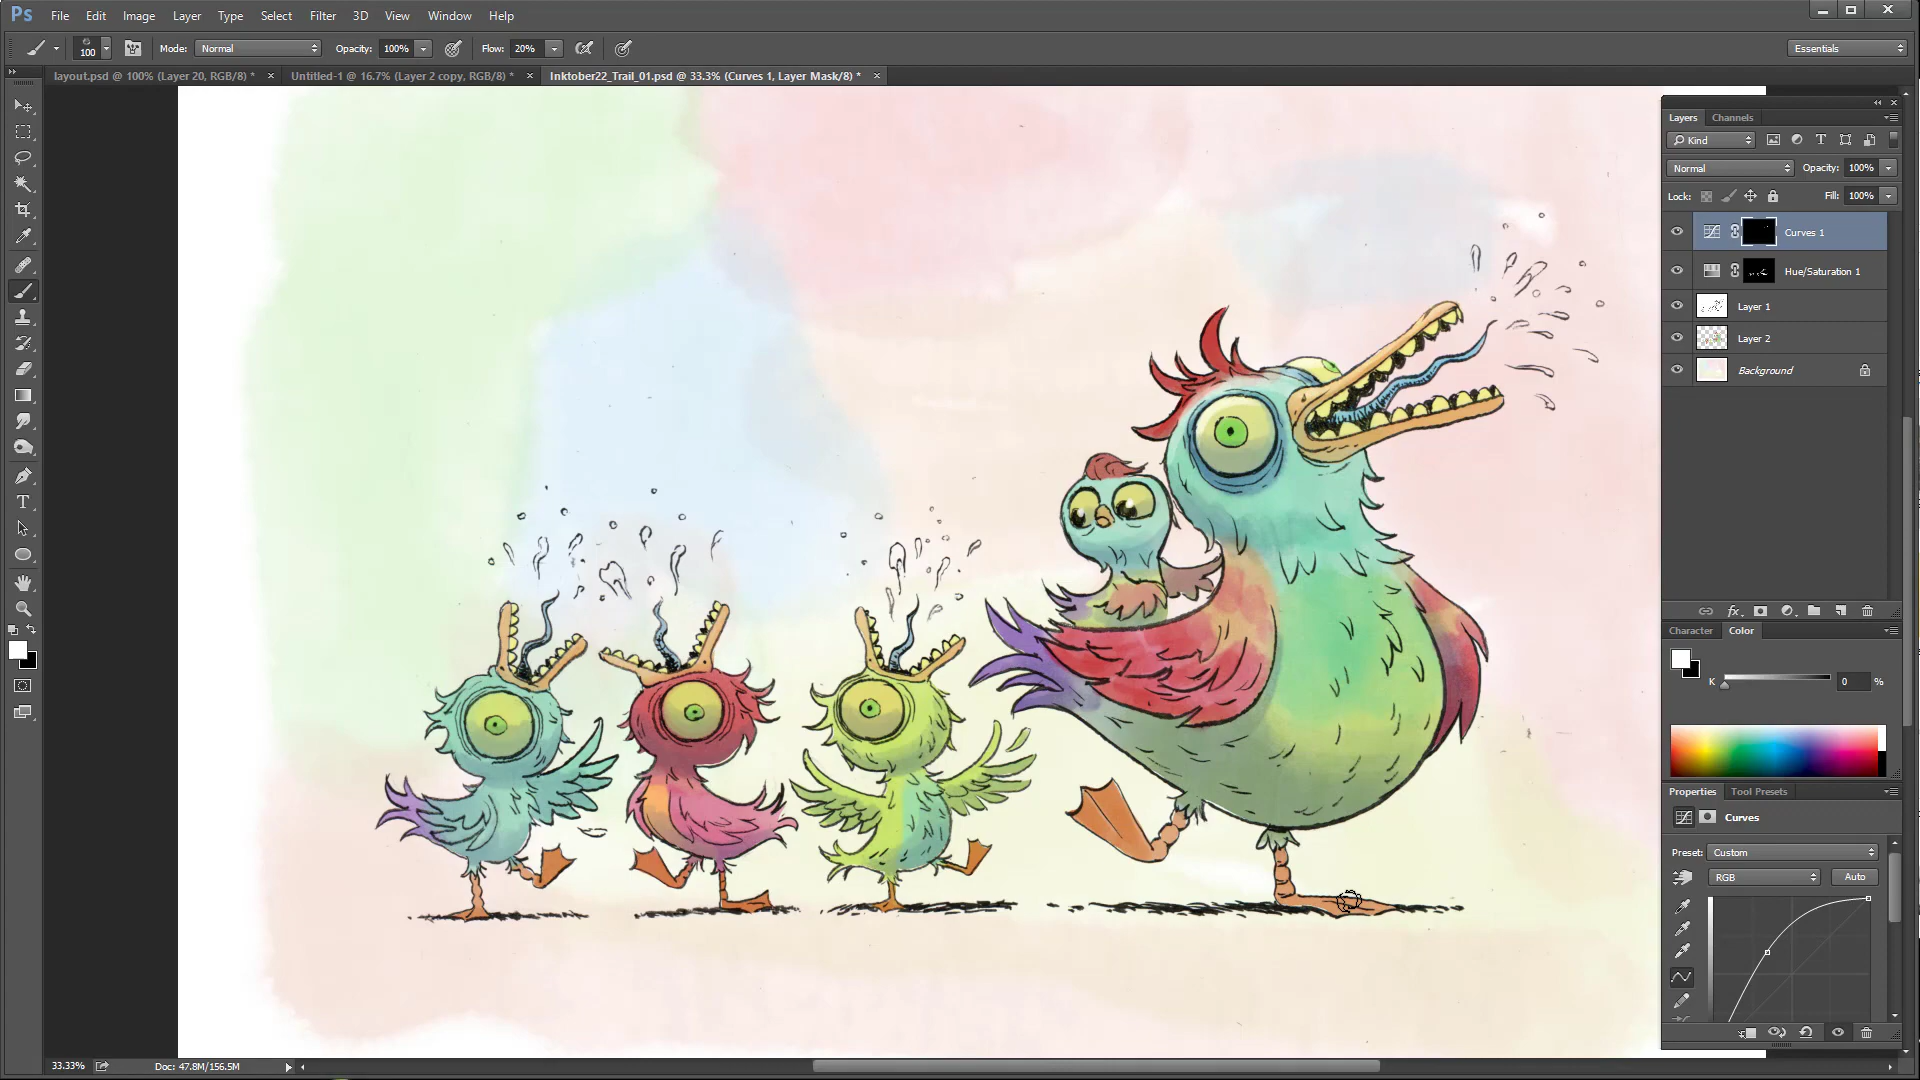 Ps File Edit Image Layer Type Select Filter 3D View Window Help
100 Mode: Normal Opacity: 100% Flow: 20% Essentials
layout.psd @ 100% (Layer 20, RGB/8) * × Untitled-1 @ 16.7% (Layer 2 copy, RGB/8) * × Inktober22_Trail_01.psd @ 33.3% (Curves 1, Layer Mask/8) * ×
Layers Channels
Kind
Normal Opacity: 100%
Lock: Fill: 100%
Curves 1
Hue/Saturation 1
Layer 1
Layer 2
Background
fx
Character Color
K 0 %
Properties Tool Presets
Curves
Preset: Custom
RGB Auto
33.33% Doc: 47.8M/156.5M